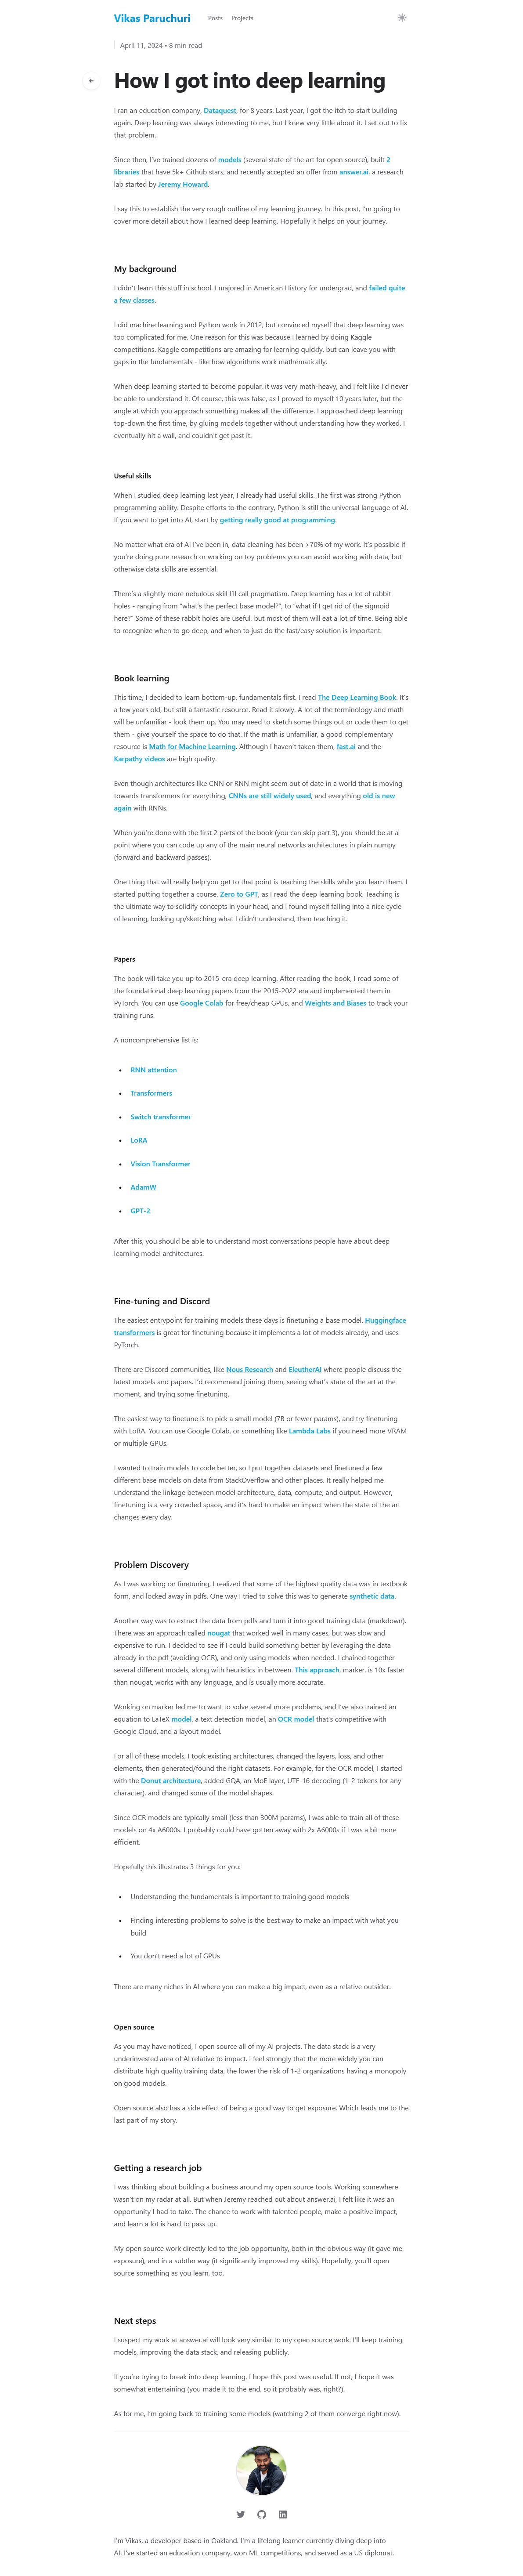 Vikas Paruchuri Posts Projects
April 11, 2024 • 8 min read
How I got into deep learning
I ran an education company, Dataquest, for 8 years. Last year, I got the itch to start building
again. Deep learning was always interesting to me, but I knew very little about it. I set out to fix
that problem.
Since then, I've trained dozens of models (several state of the art for open source), built 2
libraries that have 5k+ Github stars, and recently accepted an offer from answer.ai, a research
lab started by Jeremy Howard.
I say this to establish the very rough outline of my learning journey. In this post, I'm going to
cover more detail about how I learned deep learning. Hopefully it helps on your journey.
My background
I didn't learn this stuff in school. I majored in American History for undergrad, and failed quite
a few classes.
I did machine learning and Python work in 2012, but convinced myself that deep learning was
too complicated for me. One reason for this was because I learned by doing Kaggle
competitions. Kaggle competitions are amazing for learning quickly, but can leave you with
gaps in the fundamentals - like how algorithms work mathematically.
When deep learning started to become popular, it was very math-heavy, and I felt like I'd never
be able to understand it. Of course, this was false, as I proved to myself 10 years later, but the
angle at which you approach something makes all the difference. I approached deep learning
top-down the first time, by gluing models together without understanding how they worked. I
eventually hit a wall, and couldn't get past it.
Useful skills
When I studied deep learning last year, I already had useful skills. The first was strong Python
programming ability. Despite efforts to the contrary, Python is still the universal language of AI.
If you want to get into AI, start by getting really good at programming.
No matter what era of AI I've been in, data cleaning has been >70% of my work. It's possible if
you're doing pure research or working on toy problems you can avoid working with data, but
otherwise data skills are essential.
There's a slightly more nebulous skill I'll call pragmatism. Deep learning has a lot of rabbit
holes - ranging from "what's the perfect base model?", to "what if I get rid of the sigmoid
here?" Some of these rabbit holes are useful, but most of them will eat a lot of time. Being able
to recognize when to go deep, and when to just do the fast/easy solution is important.
Book learning
This time, I decided to learn bottom-up, fundamentals first. I read The Deep Learning Book. It's
a few years old, but still a fantastic resource. Read it slowly. A lot of the terminology and math
will be unfamiliar - look them up. You may need to sketch some things out or code them to get
them - give yourself the space to do that. If the math is unfamiliar, a good complementary
resource is Math for Machine Learning. Although I haven't taken them, fast.ai and the
Karpathy videos are high quality.
Even though architectures like CNN or RNN might seem out of date in a world that is moving
towards transformers for everything, CNNs are still widely used, and everything old is new
again with RNNs.
When you're done with the first 2 parts of the book (you can skip part 3), you should be at a
point where you can code up any of the main neural networks architectures in plain numpy
(forward and backward passes).
One thing that will really help you get to that point is teaching the skills while you learn them. I
started putting together a course, Zero to GPT, as I read the deep learning book. Teaching is
the ultimate way to solidify concepts in your head, and I found myself falling into a nice cycle
of learning, looking up/sketching what I didn't understand, then teaching it.
Papers
The book will take you up to 2015-era deep learning. After reading the book, I read some of
the foundational deep learning papers from the 2015-2022 era and implemented them in
PyTorch. You can use Google Colab for free/cheap GPUs, and Weights and Biases to track your
training runs.
A noncomprehensive list is:
• RNN attention
• Transformers
• Switch transformer
• LoRA
• Vision Transformer
• AdamW
• GPT-2
After this, you should be able to understand most conversations people have about deep
learning model architectures.
Fine-tuning and Discord
The easiest entrypoint for training models these days is finetuning a base model. Huggingface
transformers is great for finetuning because it implements a lot of models already, and uses
PyTorch.
There are Discord communities, like Nous Research and EleutherAI where people discuss the
latest models and papers. I'd recommend joining them, seeing what's state of the art at the
moment, and trying some finetuning.
The easiest way to finetune is to pick a small model (7B or fewer params), and try finetuning
with LoRA. You can use Google Colab, or something like Lambda Labs if you need more VRAM
or multiple GPUs.
I wanted to train models to code better, so I put together datasets and finetuned a few
different base models on data from StackOverflow and other places. It really helped me
understand the linkage between model architecture, data, compute, and output. However,
finetuning is a very crowded space, and it's hard to make an impact when the state of the art
changes every day.
Problem Discovery
As I was working on finetuning, I realized that some of the highest quality data was in textbook
form, and locked away in pdfs. One way I tried to solve this was to generate synthetic data.
Another way was to extract the data from pdfs and turn it into good training data (markdown).
There was an approach called nougat that worked well in many cases, but was slow and
expensive to run. I decided to see if I could build something better by leveraging the data
already in the pdf (avoiding OCR), and only using models when needed. I chained together
several different models, along with heuristics in between. This approach, marker, is 10x faster
than nougat, works with any language, and is usually more accurate.
Working on marker led me to want to solve several more problems, and I've also trained an
equation to LaTeX model, a text detection model, an OCR model that's competitive with
Google Cloud, and a layout model.
For all of these models, I took existing architectures, changed the layers, loss, and other
elements, then generated/found the right datasets. For example, for the OCR model, I started
with the Donut architecture, added GQA, an MoE layer, UTF-16 decoding (1-2 tokens for any
character), and changed some of the model shapes.
Since OCR models are typically small (less than 300M params), I was able to train all of these
models on 4x A6000s. I probably could have gotten away with 2x A6000s if I was a bit more
efficient.
Hopefully this illustrates 3 things for you:
• Understanding the fundamentals is important to training good models
• Finding interesting problems to solve is the best way to make an impact with what you
build
• You don't need a lot of GPUs
There are many niches in AI where you can make a big impact, even as a relative outsider.
Open source
As you may have noticed, I open source all of my AI projects. The data stack is a very
underinvested area of AI relative to impact. I feel strongly that the more widely you can
distribute high quality training data, the lower the risk of 1-2 organizations having a monopoly
on good models.
Open source also has a side effect of being a good way to get exposure. Which leads me to the
last part of my story.
Getting a research job
I was thinking about building a business around my open source tools. Working somewhere
wasn't on my radar at all. But when Jeremy reached out about answer.ai, I felt like it was an
opportunity I had to take. The chance to work with talented people, make a positive impact,
and learn a lot is hard to pass up.
My open source work directly led to the job opportunity, both in the obvious way (it gave me
exposure), and in a subtler way (it significantly improved my skills). Hopefully, you'll open
source something as you learn, too.
Next steps
I suspect my work at answer.ai will look very similar to my open source work. I'll keep training
models, improving the data stack, and releasing publicly.
If you're trying to break into deep learning, I hope this post was useful. If not, I hope it was
somewhat entertaining (you made it to the end, so it probably was, right?).
As for me, I'm going back to training some models (watching 2 of them converge right now).
I'm Vikas, a developer based in Oakland. I'm a lifelong learner currently diving deep into
AI. I've started an education company, won ML competitions, and served as a US diplomat.